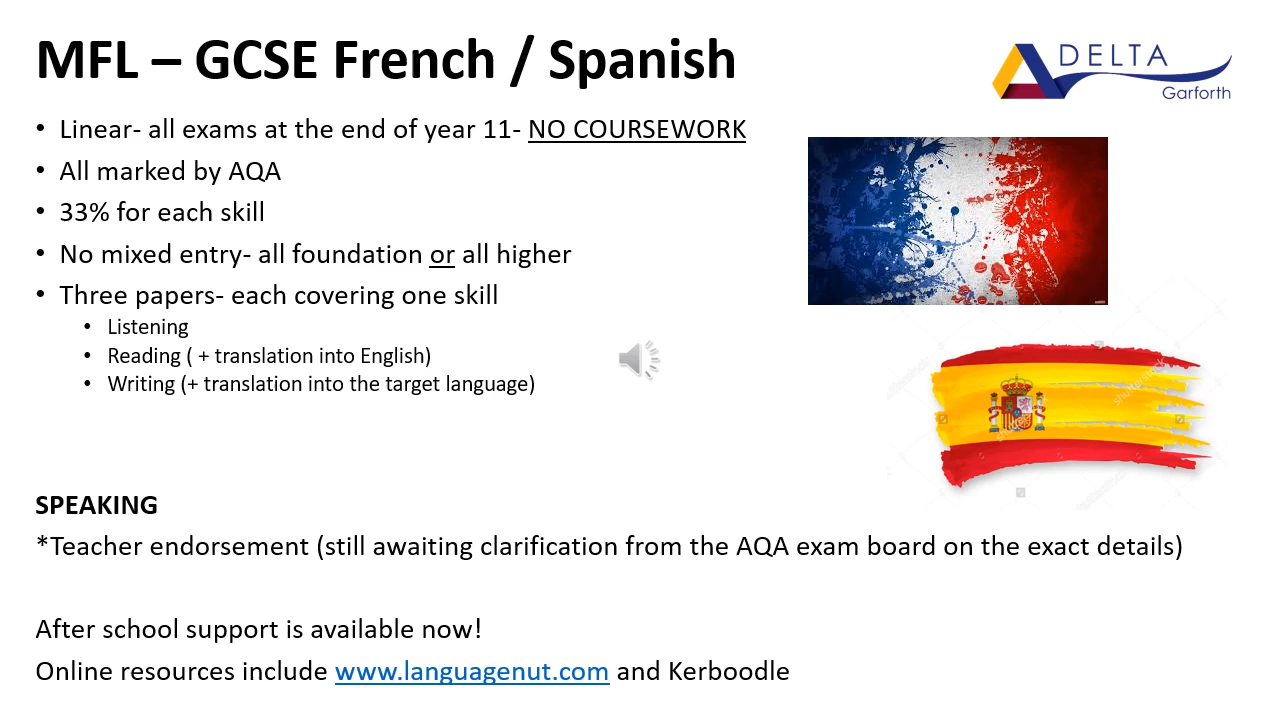 MFL – GCSE French / Spanish
DELTA
Garforth
• Linear- all exams at the end of year 11- NO COURSEWORK
• All marked by AQA
• 33% for each skill
• No mixed entry- all foundation or all higher
• Three papers- each covering one skill
• Listening
• Reading ( + translation into English)
• Writing (+ translation into the target language)
SPEAKING
*Teacher endorsement (still awaiting clarification from the AQA exam board on the exact details)
After school support is available now!
Online resources include www.languagenut.com and Kerboodle